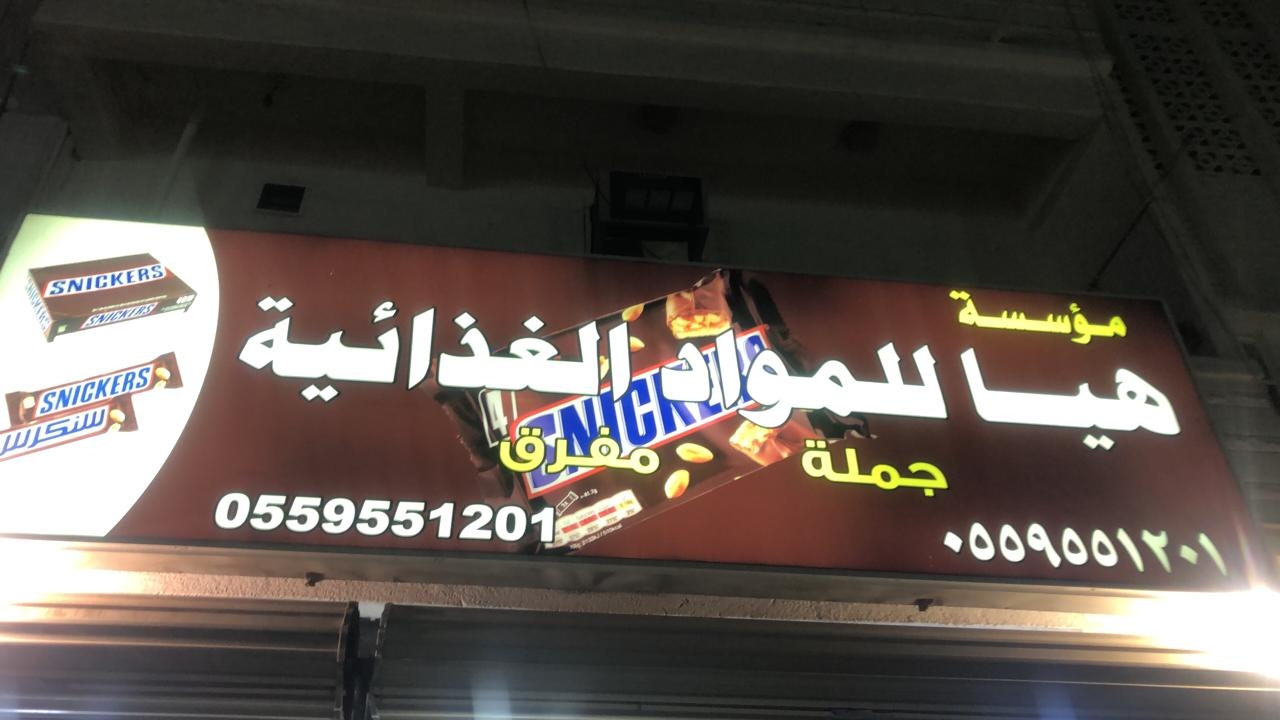 مؤسسة
هيا للمواد الغذائية
جملة مفرق
٠٥٥٩٥٥١٢٠١
0559551201
SNICKERS
SNICKERS
SNICKERS
سنكرس
SNICKERS